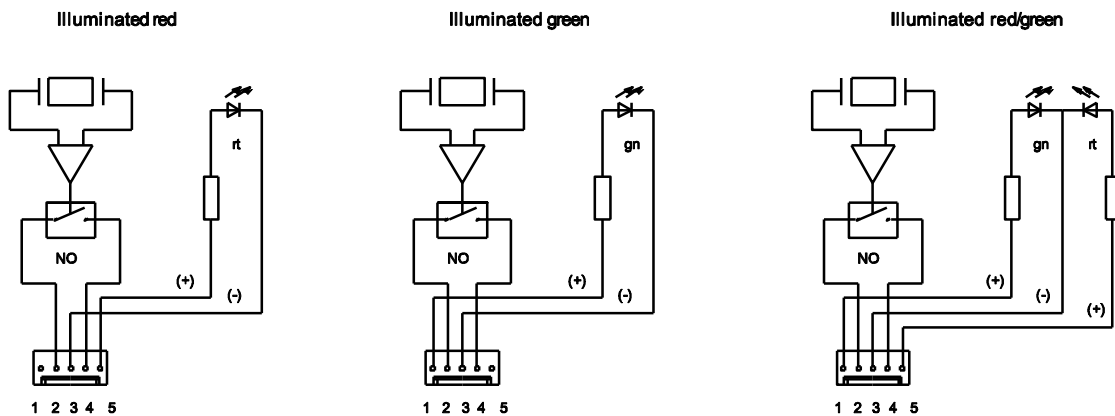 Illuminated red
Illuminated green
Illuminated red/green
rt
gn
gn
rt
NO
NO
NO
(+)
(-)
(+)
(-)
(+)
(-)
(+)
1 2 3 4 5
1 2 3 4 5
1 2 3 4 5